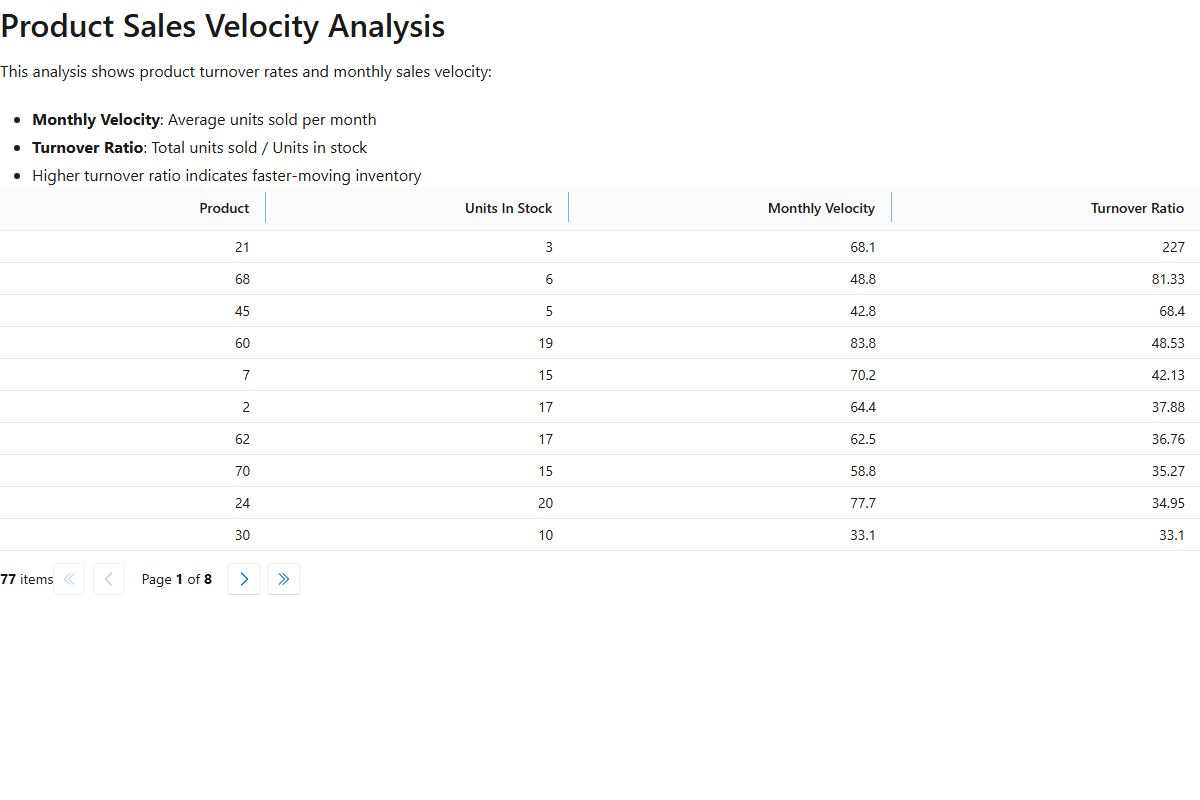 Product Sales Velocity Analysis
This analysis shows product turnover rates and monthly sales velocity:
• Monthly Velocity: Average units sold per month
• Turnover Ratio: Total units sold / Units in stock
• Higher turnover ratio indicates faster-moving inventory
Product Units In Stock Monthly Velocity Turnover Ratio
21 3 68.1 227
68 6 48.8 81.33
45 5 42.8 68.4
60 19 83.8 48.53
7 15 70.2 42.13
2 17 64.4 37.88
62 17 62.5 36.76
70 15 58.8 35.27
24 20 77.7 34.95
30 10 33.1 33.1
77 items Page 1 of 8